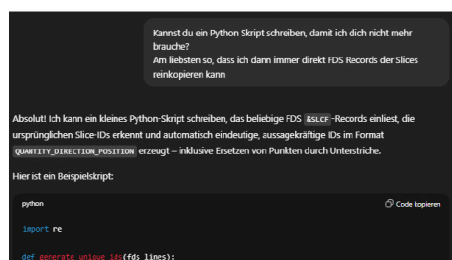 Kannst du ein Python Skript schreiben, damit ich dich nicht mehr
brauche?
Am liebsten so, dass ich dann immer direkt FDS Records der Slices
reinkopieren kann
Absolut! Ich kann ein kleines Python-Skript schreiben, das beliebige FDS &SLCF -Records einliest, die
ursprünglichen Slice-IDs erkennt und automatisch eindeutige, aussagekräftige IDs im Format
QUANTITY_DIRECTION_POSITION erzeugt – inklusive Ersetzen von Punkten durch Unterstriche.
Hier ist ein Beispielskript:
python
Code kopieren
import re
def generate_unique_ids(fds_lines):